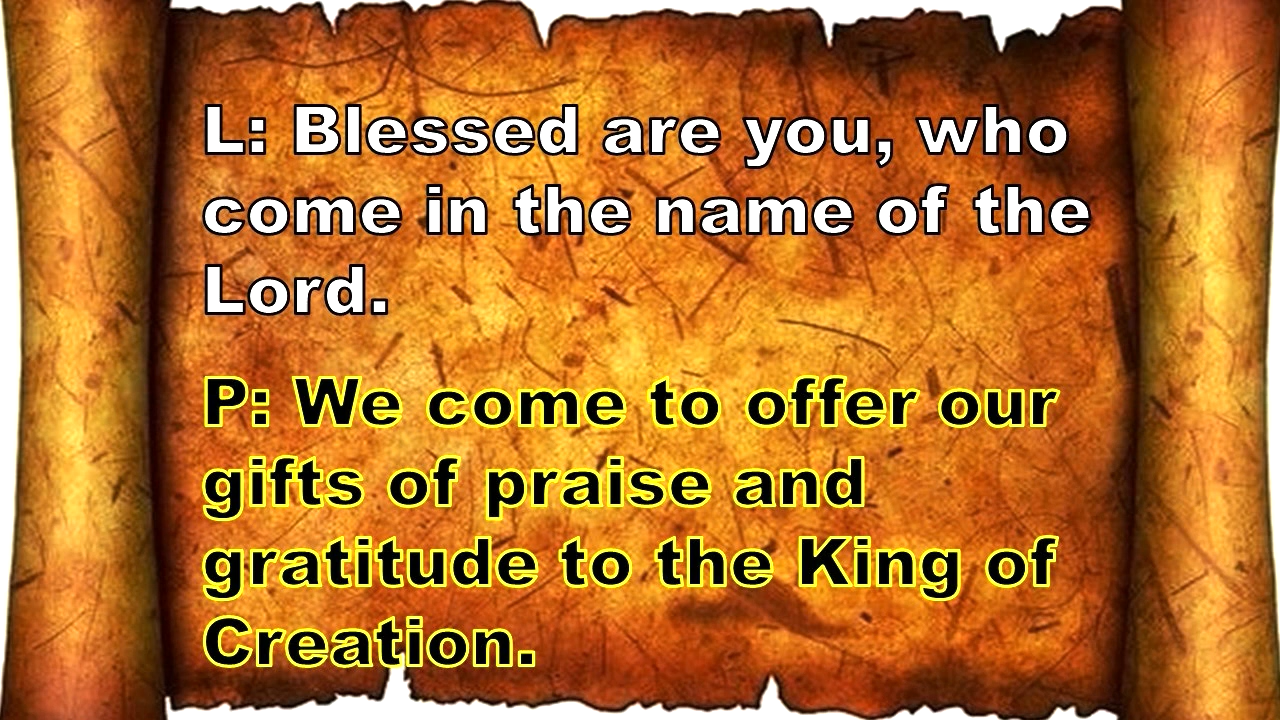 L: Blessed are you, who
come in the name of the
Lord.
P: We come to offer our
gifts of praise and
gratitude to the King of
Creation.